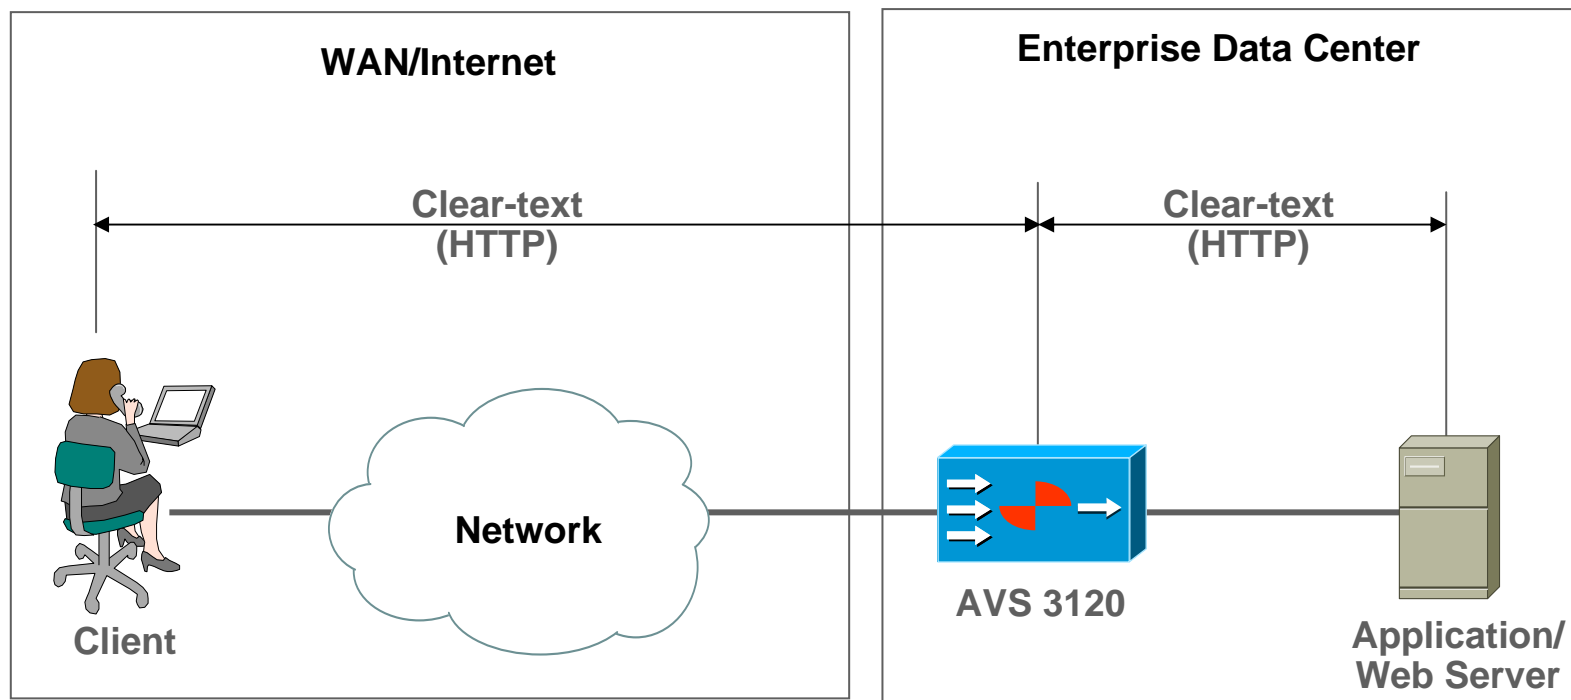 WAN/Internet
Enterprise Data Center
Clear-text
(HTTP)
Clear-text
(HTTP)
Network
Client
AVS 3120
Application/
Web Server